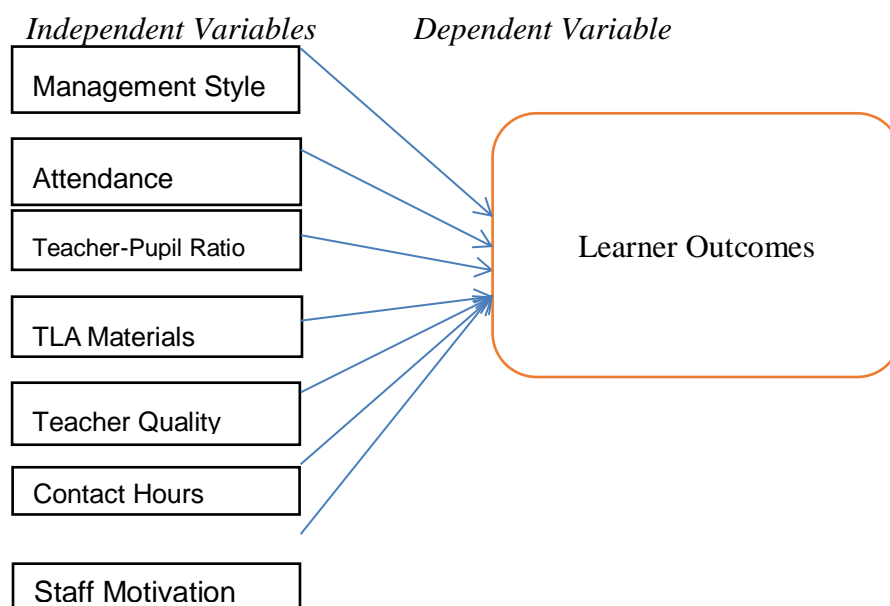 Independent Variables
Dependent Variable
Management Style
Attendance
Teacher-Pupil Ratio
TLA Materials
Teacher Quality
Contact Hours
Staff Motivation
Learner Outcomes